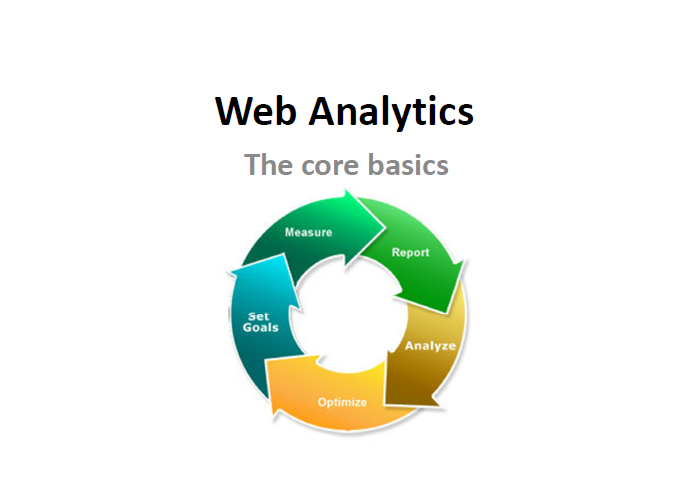 Web Analytics
The core basics
Measure
Report
Set
Goals
Analyze
Optimize